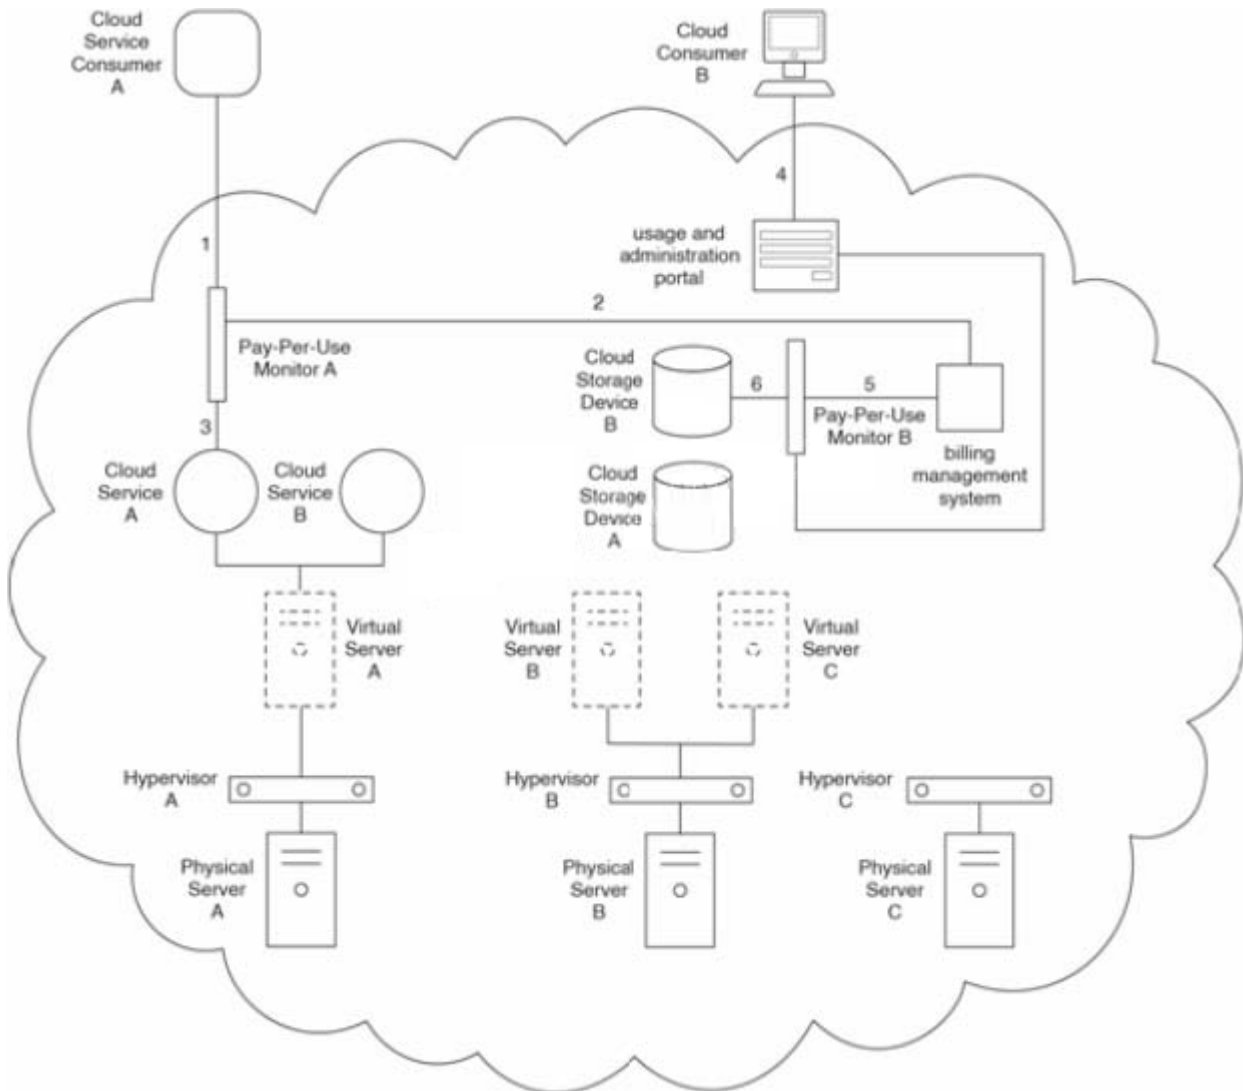 Cloud
Service
Consumer
A
Cloud
Consumer
B
4
1
usage and
administration
portal
2
Pay-Per-Use
Monitor A
Cloud
Storage
Device
B
6
5
Pay-Per-Use
Monitor B
billing
management
system
3
Cloud
Service
A
Cloud
Service
B
Cloud
Storage
Device
A
Virtual
Server
A
Virtual
Server
B
Virtual
Server
C
Hypervisor
A
Hypervisor
B
Hypervisor
C
Physical
Server
A
Physical
Server
B
Physical
Server
C